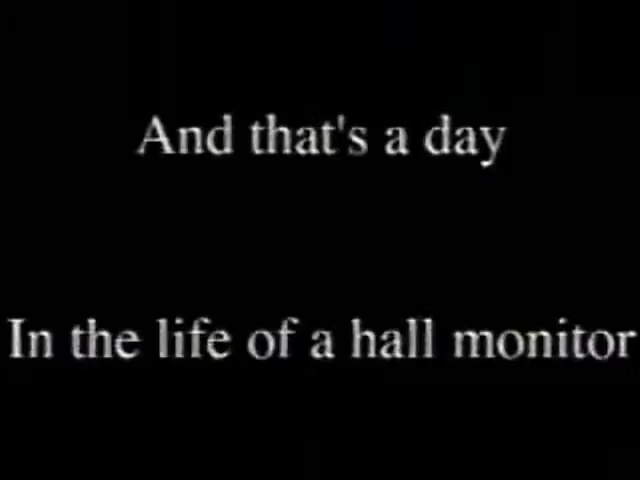 And that's a day
In the life of a hall monitor